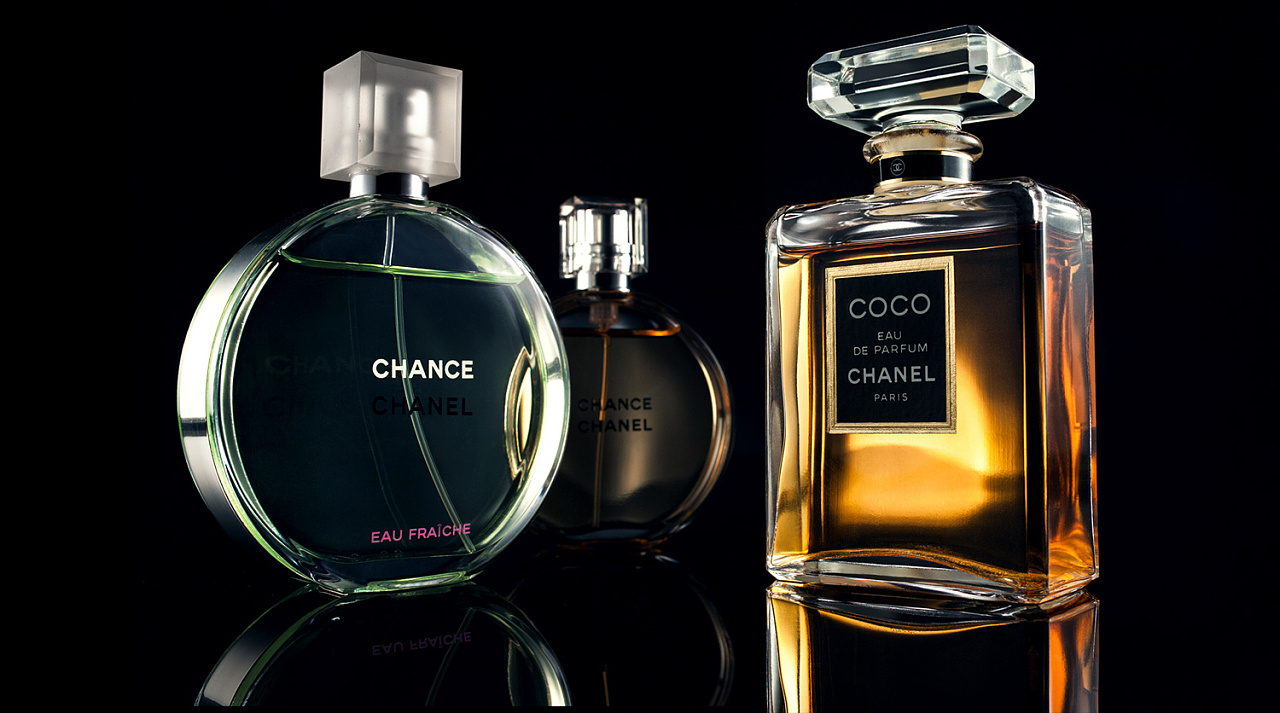 CHANCE
CHANEL
EAU FRAÎCHE
CHANCE
CHANEL
COCO
EAU
DE PARFUM
CHANEL
PARIS